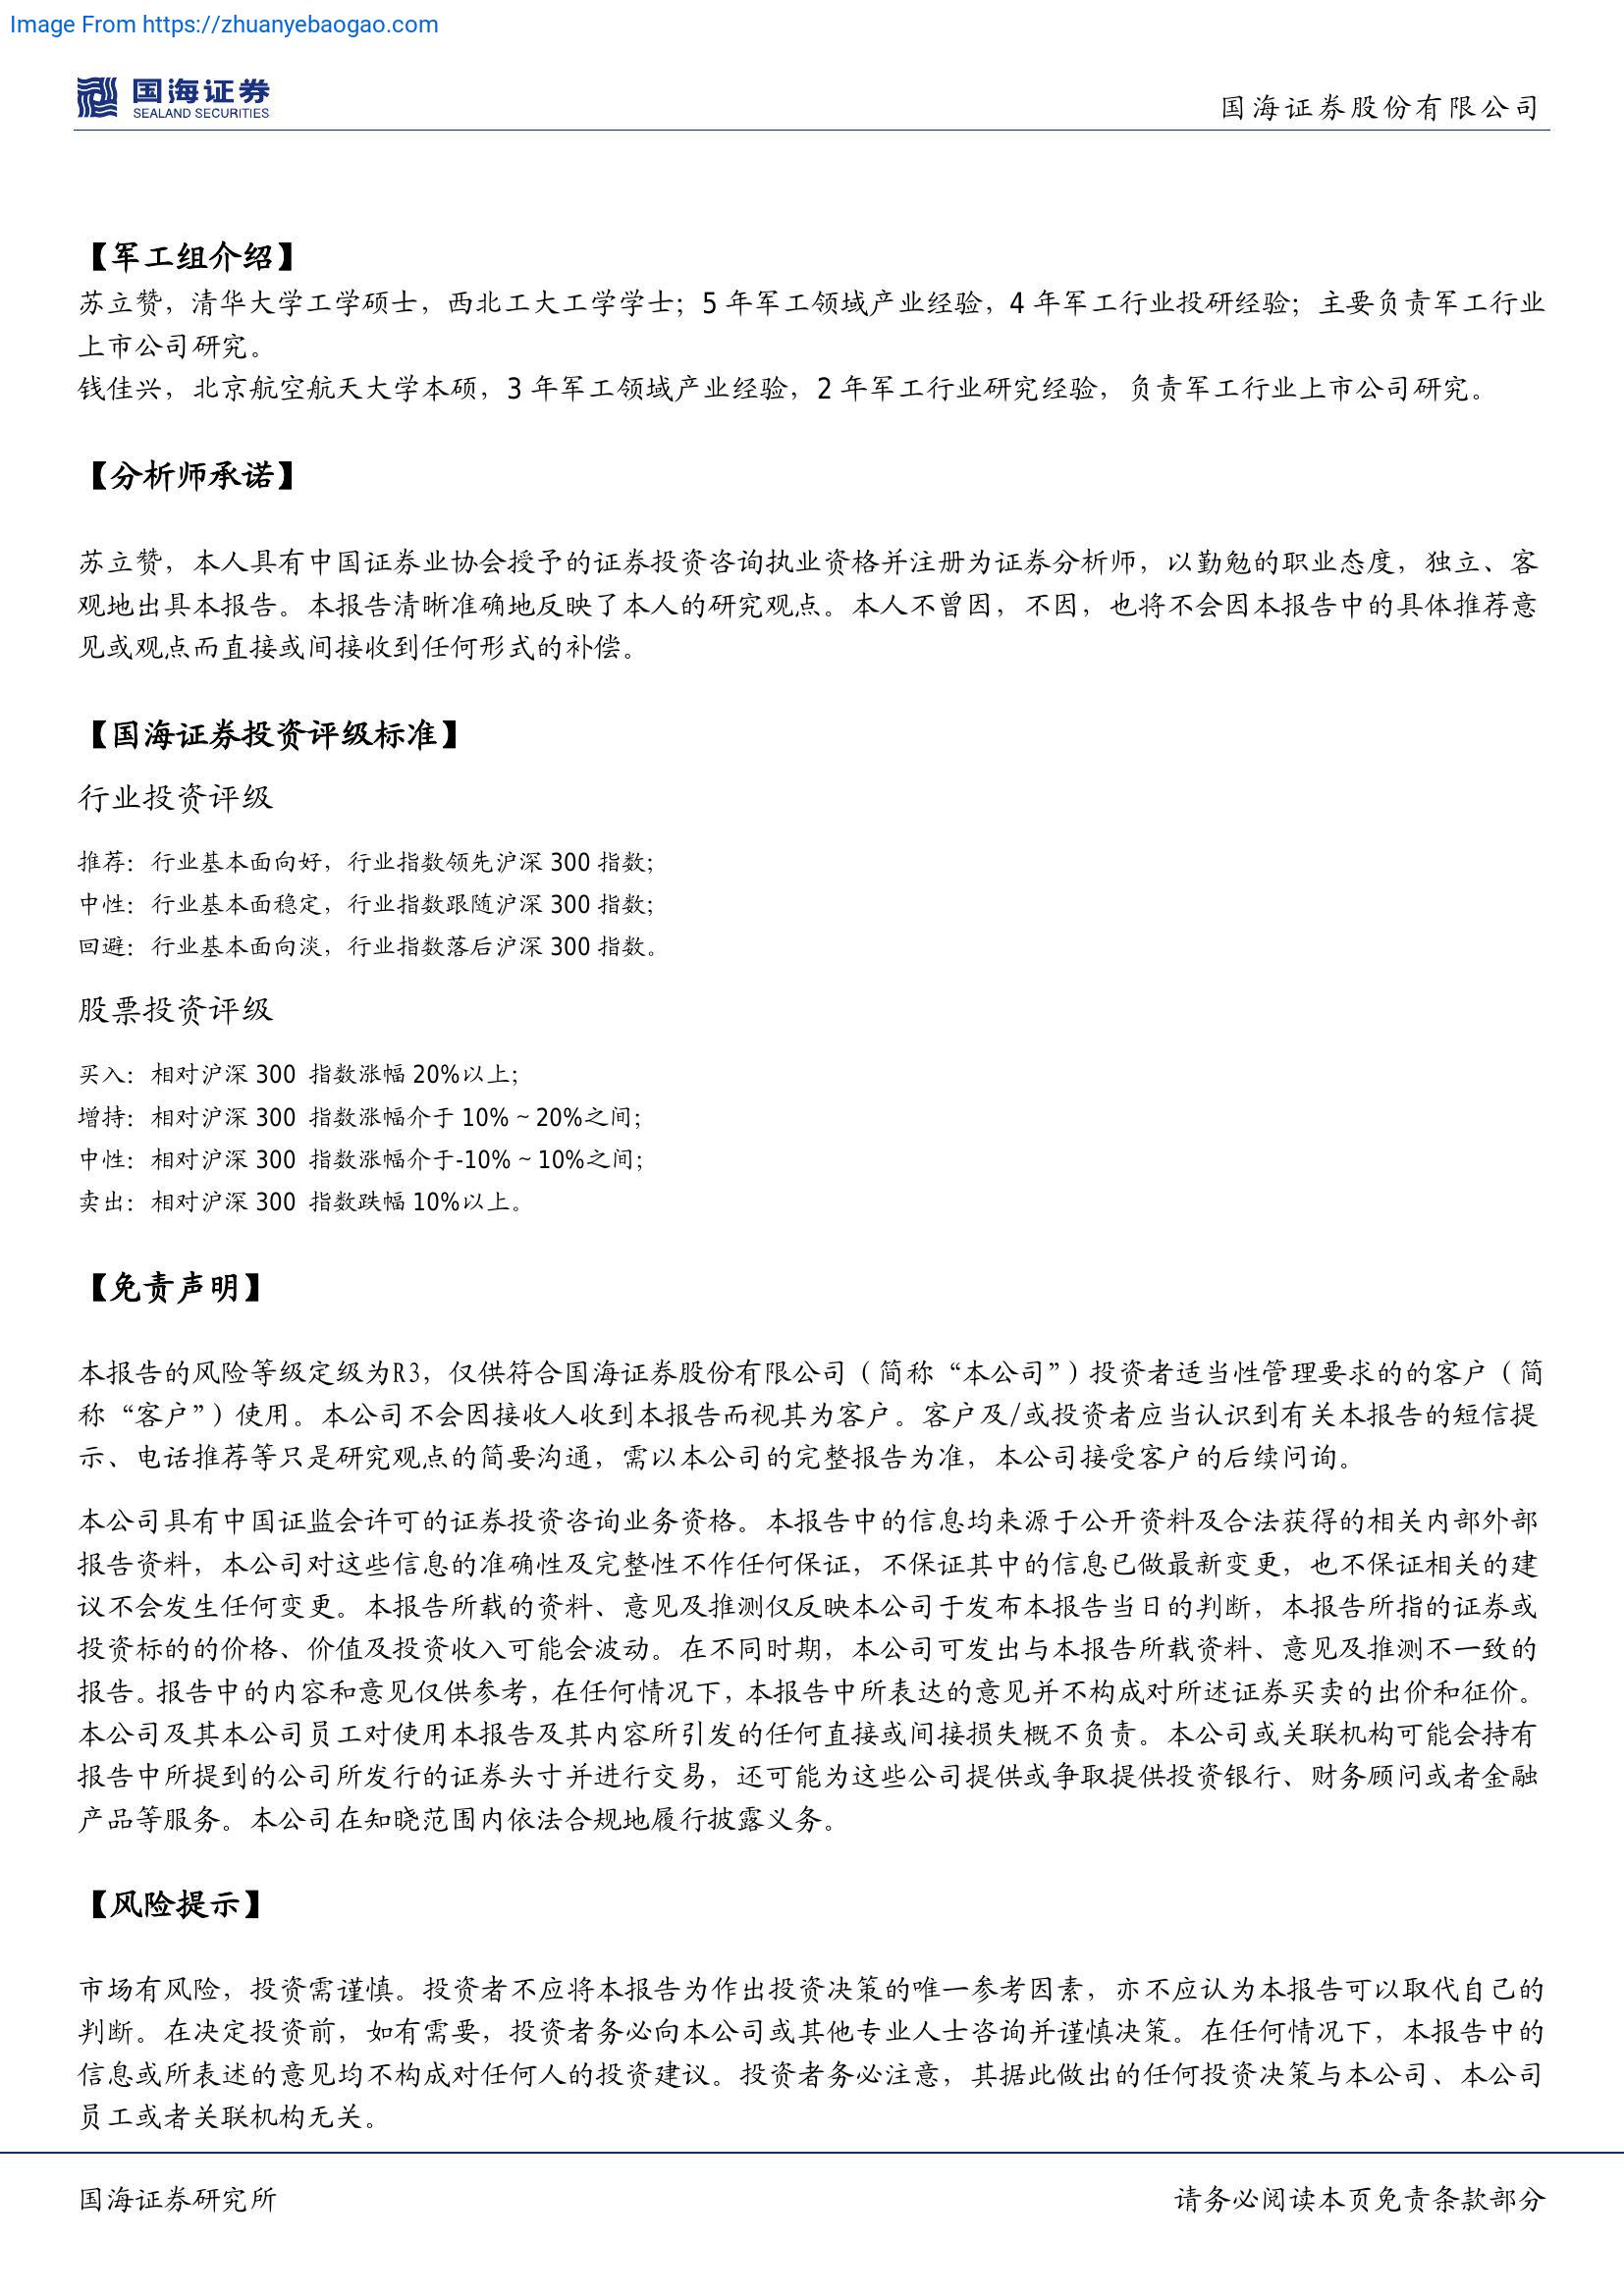 Image From https://zhuanyebaogao.com
国海证券
SEALAND SECURITIES
国海证券股份有限公司
【军工组介绍】
苏立赞，清华大学工学硕士，西北工大工学学士；5 年军工领域产业经验，4 年军工行业投研经验；主要负责军工行业
上市公司研究。
钱佳兴，北京航空航天大学本硕，3 年军工领域产业经验，2 年军工行业研究经验，负责军工行业上市公司研究。
【分析师承诺】
苏立赞，本人具有中国证券业协会授予的证券投资咨询执业资格并注册为证券分析师，以勤勉的职业态度，独立、客
观地出具本报告。本报告清晰准确地反映了本人的研究观点。本人不曾因，不因，也将不会因本报告中的具体推荐意
见或观点而直接或间接收到任何形式的补偿。
【国海证券投资评级标准】
行业投资评级
推荐：行业基本面向好，行业指数领先沪深 300 指数；
中性：行业基本面稳定，行业指数跟随沪深 300 指数；
回避：行业基本面向淡，行业指数落后沪深 300 指数。
股票投资评级
买入：相对沪深 300 指数涨幅 20%以上；
增持：相对沪深 300 指数涨幅介于 10%～20%之间；
中性：相对沪深 300 指数涨幅介于-10%～10%之间；
卖出：相对沪深 300 指数跌幅 10%以上。
【免责声明】
本报告的风险等级定级为R3，仅供符合国海证券股份有限公司（简称“本公司”）投资者适当性管理要求的的客户（简
称“客户”）使用。本公司不会因接收人收到本报告而视其为客户。客户及/或投资者应当认识到有关本报告的短信提
示、电话推荐等只是研究观点的简要沟通，需以本公司的完整报告为准，本公司接受客户的后续问询。
本公司具有中国证监会许可的证券投资咨询业务资格。本报告中的信息均来源于公开资料及合法获得的相关内部外部
报告资料，本公司对这些信息的准确性及完整性不作任何保证，不保证其中的信息已做最新变更，也不保证相关的建
议不会发生任何变更。本报告所载的资料、意见及推测仅反映本公司于发布本报告当日的判断，本报告所指的证券或
投资标的的价格、价值及投资收入可能会波动。在不同时期，本公司可发出与本报告所载资料、意见及推测不一致的
报告。报告中的内容和意见仅供参考，在任何情况下，本报告中所表达的意见并不构成对所述证券买卖的出价和征价。
本公司及其本公司员工对使用本报告及其内容所引发的任何直接或间接损失概不负责。本公司或关联机构可能会持有
报告中所提到的公司所发行的证券头寸并进行交易，还可能为这些公司提供或争取提供投资银行、财务顾问或者金融
产品等服务。本公司在知晓范围内依法合规地履行披露义务。
【风险提示】
市场有风险，投资需谨慎。投资者不应将本报告为作出投资决策的唯一参考因素，亦不应认为本报告可以取代自己的
判断。在决定投资前，如有需要，投资者务必向本公司或其他专业人士咨询并谨慎决策。在任何情况下，本报告中的
信息或所表述的意见均不构成对任何人的投资建议。投资者务必注意，其据此做出的任何投资决策与本公司、本公司
员工或者关联机构无关。
国海证券研究所
请务必阅读本页免责条款部分